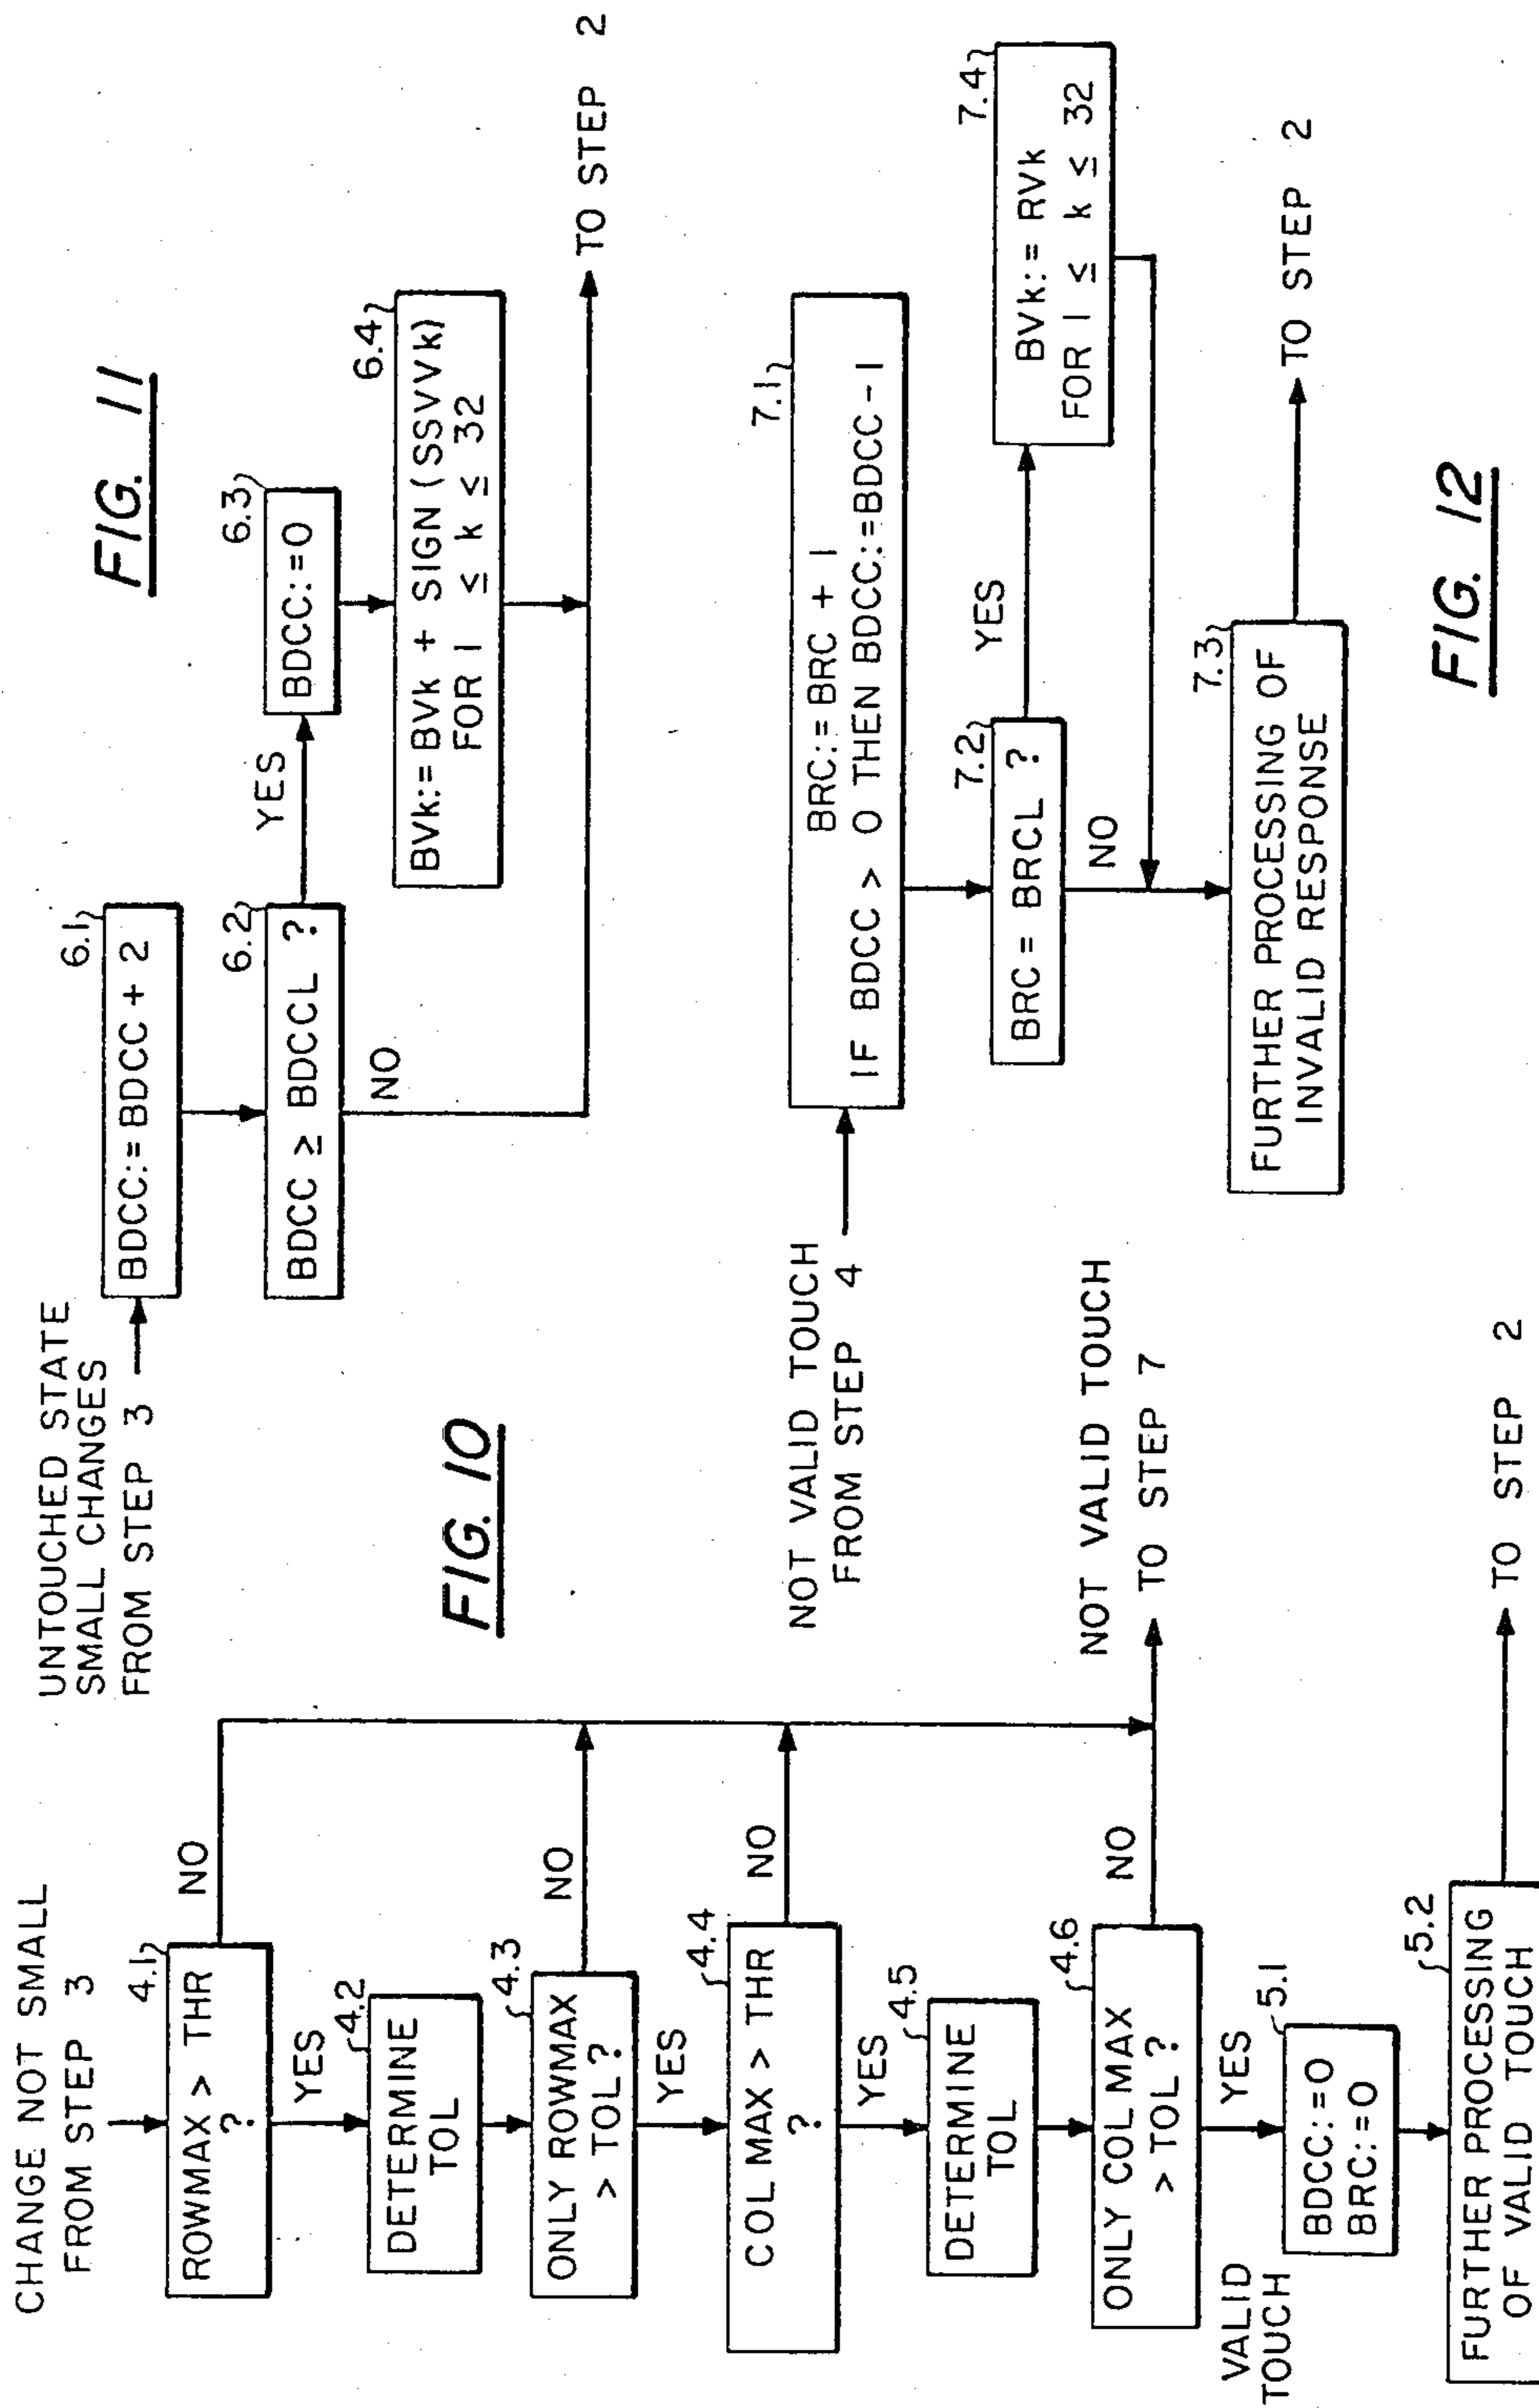 FIG. 10
CHANGE NOT SMALL
FROM STEP 3
4.1
ROWMAX > THR
?
NO
YES
4.2
DETERMINE
TOL
4.3
ONLY ROWMAX
> TOL ?
NO
YES
4.4
COL MAX > THR
?
NO
YES
4.5
DETERMINE
TOL
4.6
ONLY COL MAX
> TOL ?
NO
NOT VALID TOUCH
TO STEP 7
YES
VALID
TOUCH
5.1
BDCC:=0
BRC:=0
5.2
FURTHER PROCESSING
OF VALID TOUCH
TO STEP 2
FIG. 11
UNTOUCHED STATE
SMALL CHANGES
FROM STEP 3
6.1
BDCC:=BDCC + 2
6.2
BDCC ≥ BDCCL ?
YES
NO
6.3
BDCC:=0
6.4
BVk:= BVk + SIGN (SSVVk)
FOR 1 ≤ k ≤ 32
TO STEP 2
NOT VALID TOUCH
FROM STEP 4
7.1
BRC:= BRC + 1
IF BDCC > 0 THEN BDCC:=BDCC-1
7.2
BRC = BRCL ?
YES
NO
7.4
BVk:= RVk
FOR 1 ≤ k ≤ 32
7.3
FURTHER PROCESSING OF
INVALID RESPONSE
TO STEP 2
FIG. 12